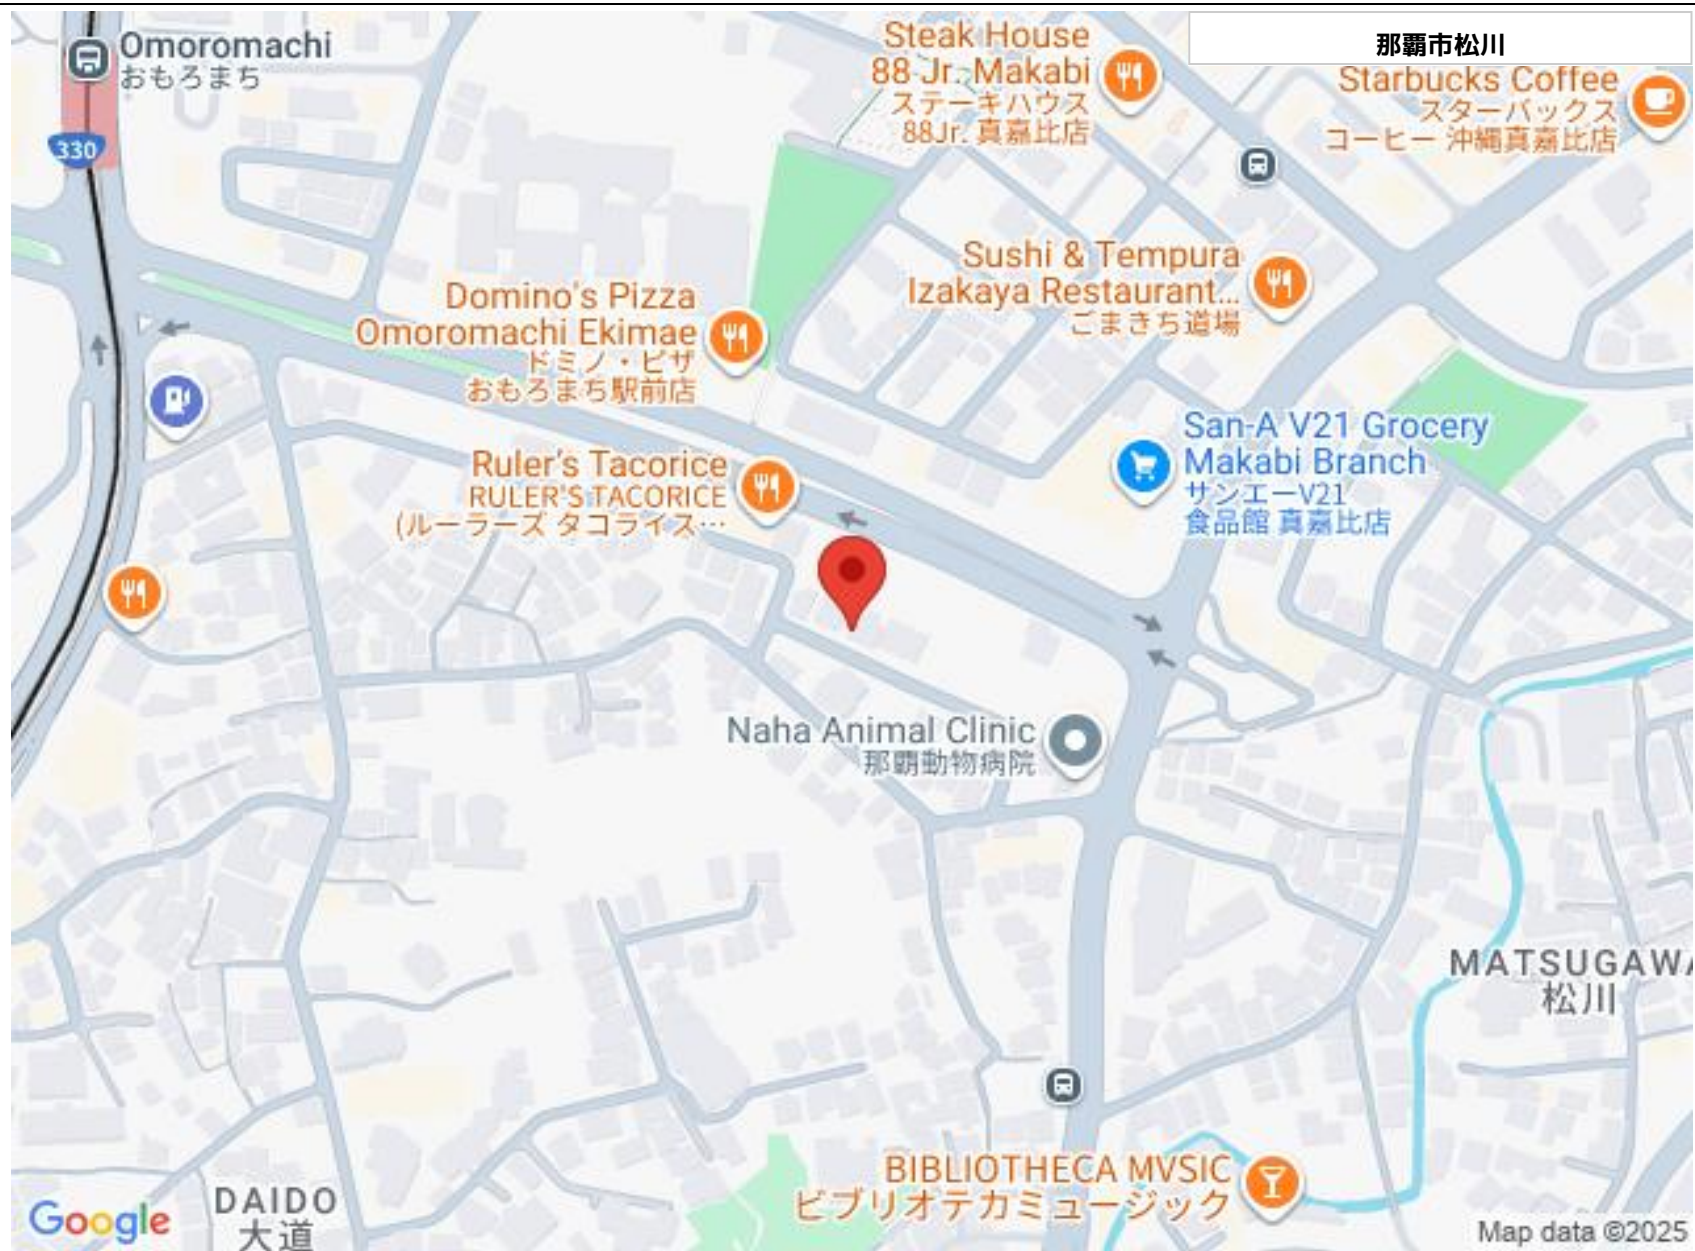 Omoromachi
おもろまち
330
Steak House
88 Jr. Makabi
ステーキハウス
88Jr. 真嘉比店
那覇市松川
Starbucks Coffee
スターバックス
コーヒー 沖縄真嘉比店
Sushi & Tempura
Izakaya Restaurant...
ごまきち道場
Domino's Pizza
Omoromachi Ekimae
ドミノ・ピザ
おもろまち駅前店
San-A V21 Grocery
Makabi Branch
サンエーV21
食品館 真嘉比店
Ruler's Tacorice
RULER'S TACORICE
(ルーラーズ タコライス…
Naha Animal Clinic
那覇動物病院
MATSUGAWA
松川
BIBLIOTHECA MVSIC
ビブリオテカミュージック
DAIDO
大道
Google
Map data ©2025